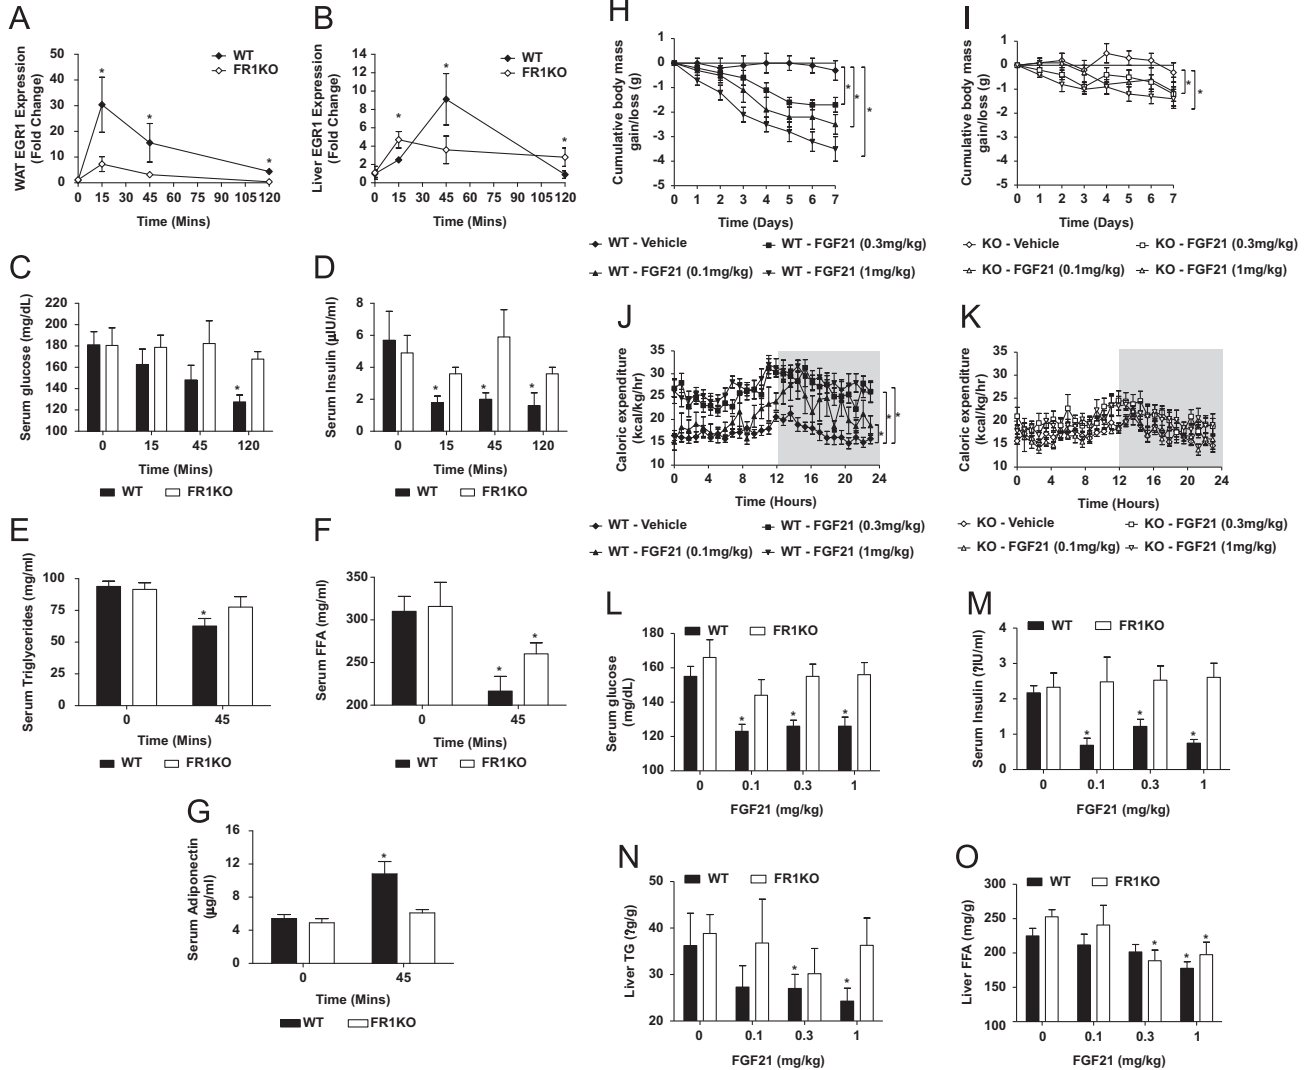 A
WAT EGR1 Expression
(Fold Change)
50
40
30
20
10
0
*
*
*
WT
FR1KO
0 15 30 45 60 75 90 105 120
Time (Mins)
B
Liver EGR1 Expression
(Fold Change)
14
12
10
8
6
4
2
0
*
*
*
WT
FR1KO
0 15 30 45 60 75 90 105 120
Time (Mins)
C
Serum glucose (mg/dL)
220
200
180
160
140
120
100
*
0 15 45 120
Time (Mins)
WT FR1KO
D
Serum Insulin (µIU/ml)
8
6
4
2
0
* * *
0 15 45 120
Time (Mins)
WT FR1KO
E
Serum Triglycerides (mg/ml)
100
75
50
25
0
*
0 45
Time (Mins)
WT FR1KO
F
Serum FFA (mg/ml)
350
300
250
200
*
*
0 45
Time (Mins)
WT FR1KO
G
Serum Adiponectin
(µg/ml)
16
12
8
4
0
*
0 45
Time (Mins)
WT FR1KO
H
Cumulative body mass
gain/loss (g)
1
0
-1
-2
-3
-4
-5
* * *
0 1 2 3 4 5 6 7
Time (Days)
WT - Vehicle WT - FGF21 (0.3mg/kg)
WT - FGF21 (0.1mg/kg) WT - FGF21 (1mg/kg)
I
Cumulative body mass
gain/loss (g)
1
0
-1
-2
-3
-4
-5
* *
0 1 2 3 4 5 6 7
Time (Days)
KO - Vehicle KO - FGF21 (0.3mg/kg)
KO - FGF21 (0.1mg/kg) KO - FGF21 (1mg/kg)
J
Caloric expenditure
(kcal/kg/hr)
35
30
25
20
15
10
* * *
0 4 8 12 16 20 24
Time (Hours)
WT - Vehicle WT - FGF21 (0.3mg/kg)
WT - FGF21 (0.1mg/kg) WT - FGF21 (1mg/kg)
K
Caloric expenditure
(kcal/kg/hr)
35
30
25
20
15
10
0 4 8 12 16 20 24
Time (Hours)
KO - Vehicle KO - FGF21 (0.3mg/kg)
KO - FGF21 (0.1mg/kg) KO - FGF21 (1mg/kg)
L
WT FR1KO
Serum glucose
(mg/dL)
180
160
140
120
100
* * *
0 0.1 0.3 1
FGF21 (mg/kg)
M
WT FR1KO
Serum Insulin (?IU/ml)
4
3
2
1
0
* * *
0 0.1 0.3 1
FGF21 (mg/kg)
N
WT FR1KO
Liver TG (?g/g)
50
40
30
20
* *
0 0.1 0.3 1
FGF21 (mg/kg)
O
WT FR1KO
Liver FFA (mg/g)
300
250
200
150
100
* * *
0 0.1 0.3 1
FGF21 (mg/kg)